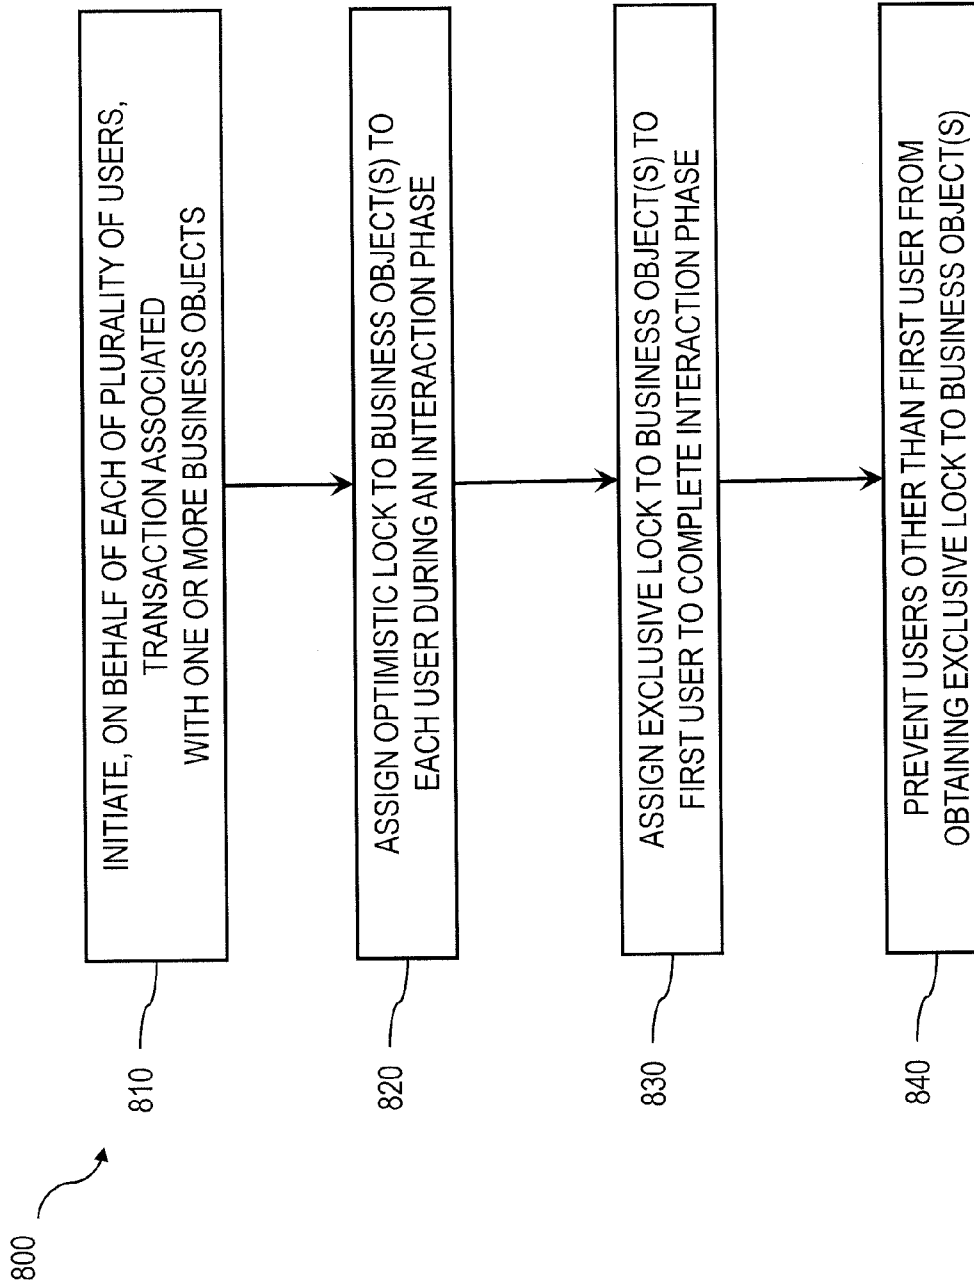 800
810
INITIATE, ON BEHALF OF EACH OF PLURALITY OF USERS,
TRANSACTION ASSOCIATED
WITH ONE OR MORE BUSINESS OBJECTS
820
ASSIGN OPTIMISTIC LOCK TO BUSINESS OBJECT(S) TO
EACH USER DURING AN INTERACTION PHASE
830
ASSIGN EXCLUSIVE LOCK TO BUSINESS OBJECT(S) TO
FIRST USER TO COMPLETE INTERACTION PHASE
840
PREVENT USERS OTHER THAN FIRST USER FROM
OBTAINING EXCLUSIVE LOCK TO BUSINESS OBJECT(S)